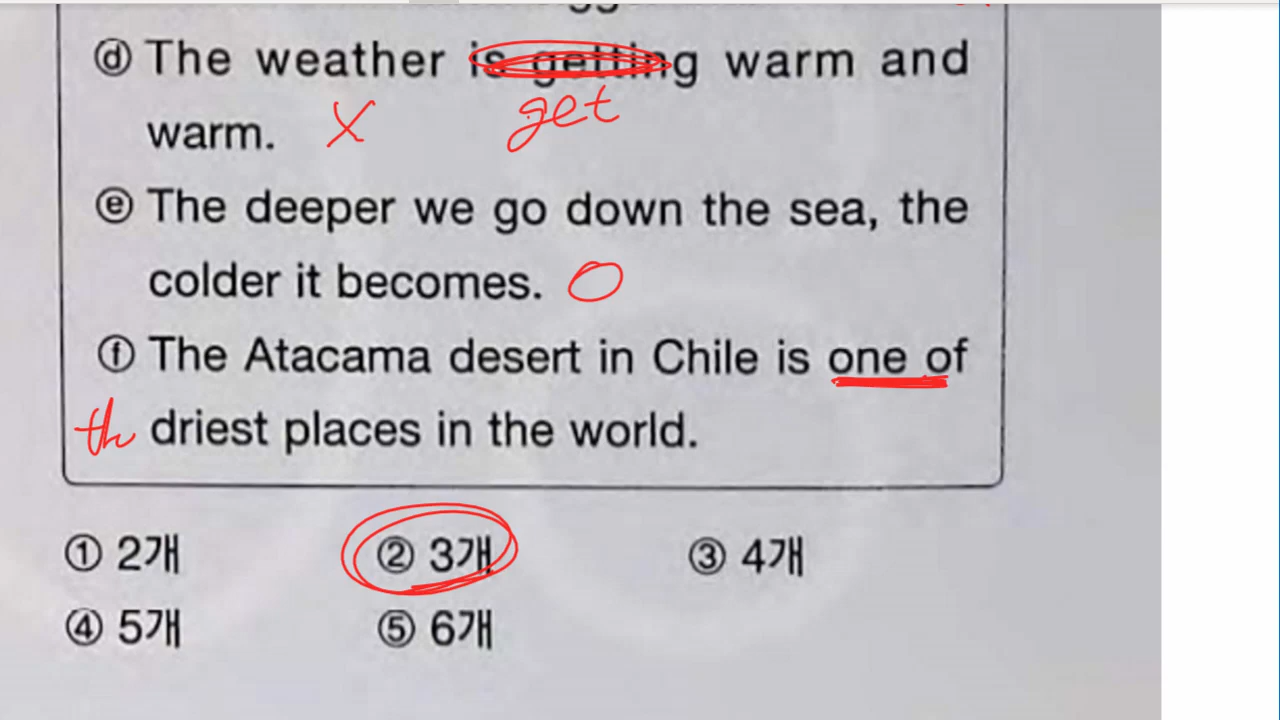 ⓓ The weather is getting warm and
get
warm. X
ⓔ The deeper we go down the sea, the
colder it becomes. O
ⓕ The Atacama desert in Chile is one of
th driest places in the world.
① 2개 ② 3개 ③ 4개
④ 5개 ⑤ 6개